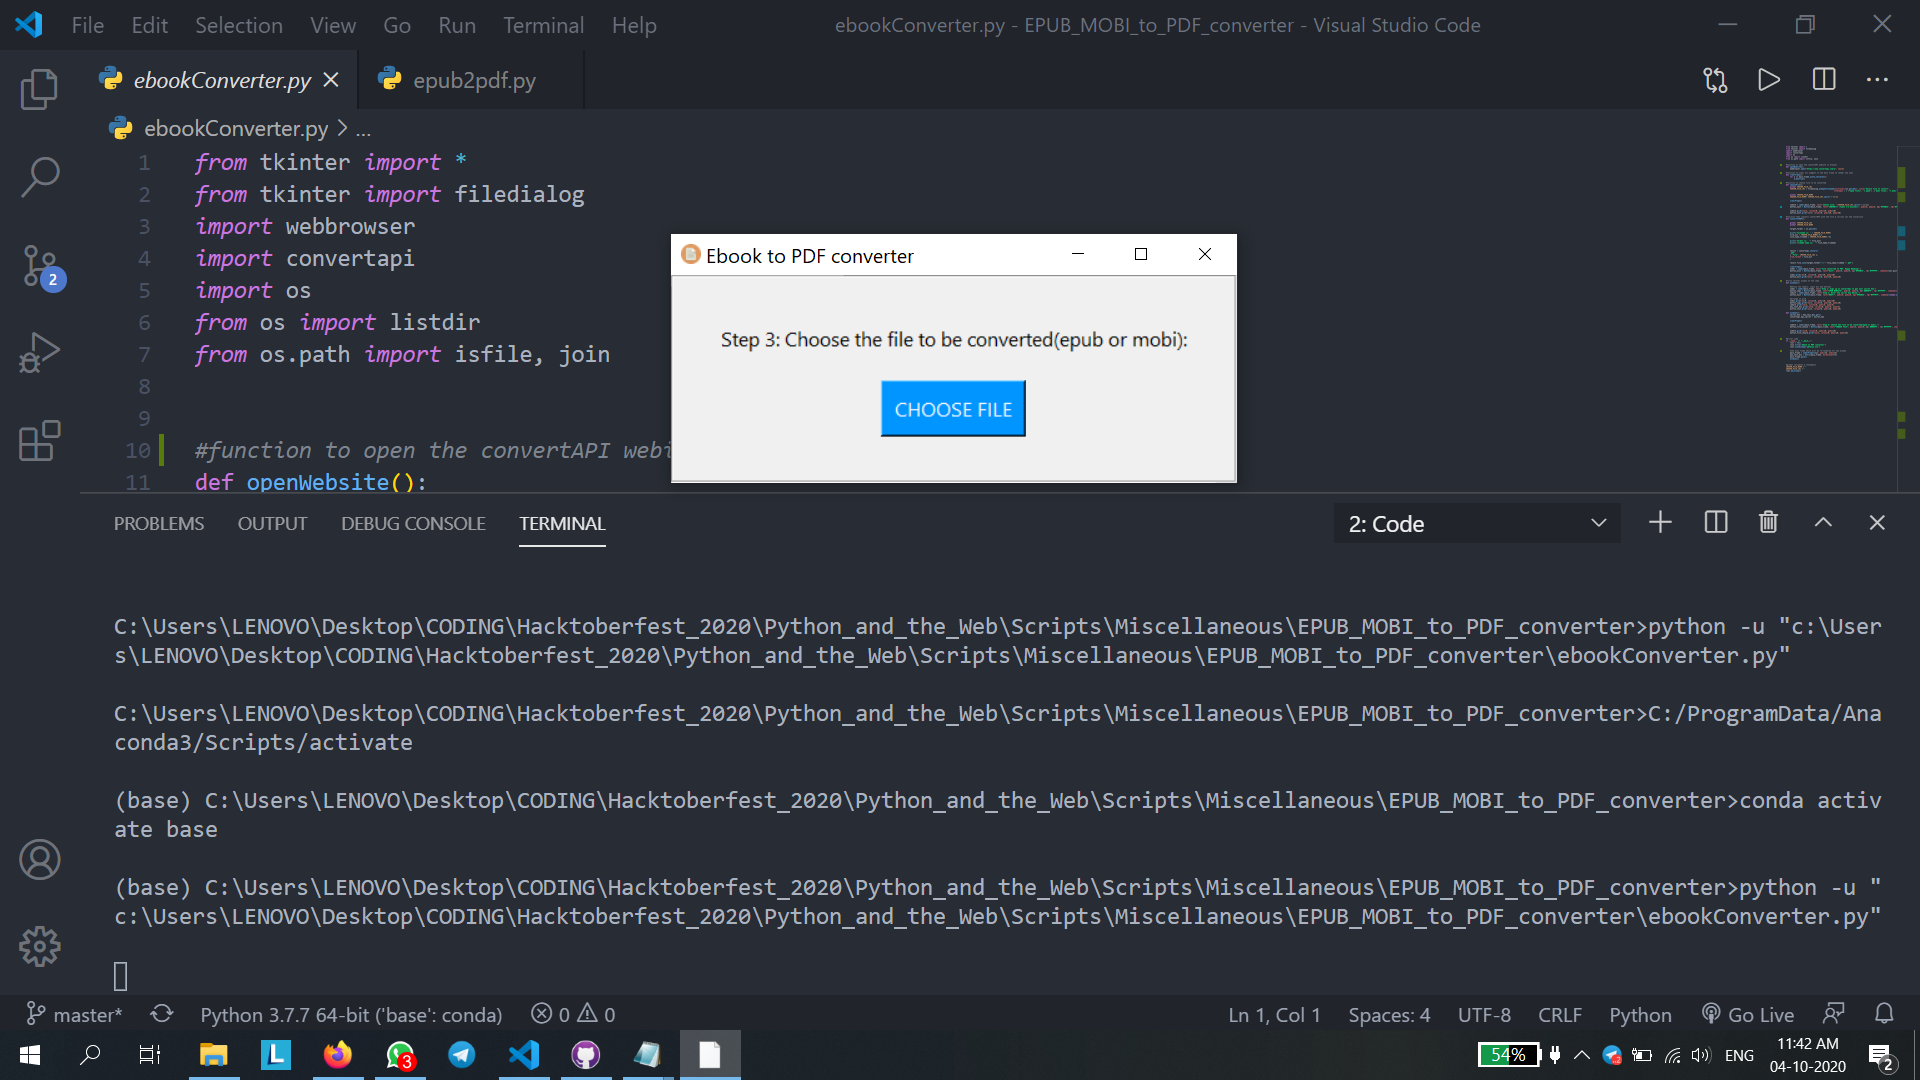 File Edit Selection View Go Run Terminal Help
ebookConverter.py - EPUB_MOBI_to_PDF_converter - Visual Studio Code
ebookConverter.py
epub2pdf.py
ebookConverter.py > ...
1 from tkinter import *
2 from tkinter import filedialog
3 import webbrowser
4 import convertapi
5 import os
6 from os import listdir
7 from os.path import isfile, join
8
9
10 #function to open the convertAPI
11 def openWebsite():
2
Ebook to PDF converter
Step 3: Choose the file to be converted(epub or mobi):
CHOOSE FILE
PROBLEMS OUTPUT DEBUG CONSOLE TERMINAL
2: Code
C:\Users\LENOVO\Desktop\CODING\Hacktoberfest_2020\Python_and_the_Web\Scripts\Miscellaneous\EPUB_MOBI_to_PDF_converter>python -u "c:\User
s\LENOVO\Desktop\CODING\Hacktoberfest_2020\Python_and_the_Web\Scripts\Miscellaneous\EPUB_MOBI_to_PDF_converter\ebookConverter.py"
C:\Users\LENOVO\Desktop\CODING\Hacktoberfest_2020\Python_and_the_Web\Scripts\Miscellaneous\EPUB_MOBI_to_PDF_converter>C:/ProgramData/Ana
conda3/Scripts/activate
(base) C:\Users\LENOVO\Desktop\CODING\Hacktoberfest_2020\Python_and_the_Web\Scripts\Miscellaneous\EPUB_MOBI_to_PDF_converter>conda activ
ate base
(base) C:\Users\LENOVO\Desktop\CODING\Hacktoberfest_2020\Python_and_the_Web\Scripts\Miscellaneous\EPUB_MOBI_to_PDF_converter>python -u "
c:\Users\LENOVO\Desktop\CODING\Hacktoberfest_2020\Python_and_the_Web\Scripts\Miscellaneous\EPUB_MOBI_to_PDF_converter\ebookConverter.py"
master* Python 3.7.7 64-bit ('base': conda) 0 0 Ln 1, Col 1 Spaces: 4 UTF-8 CRLF Python Go Live
L 3 54% ENG 11:42 AM
04-10-2020 2